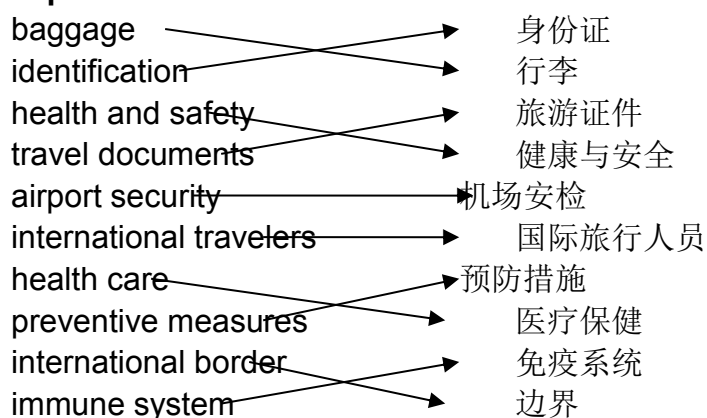 baggage 身份证
identification 行李
health and safety 旅游证件
travel documents 健康与安全
airport security 机场安检
international travelers 国际旅行人员
health care 预防措施
preventive measures 医疗保健
international border 免疫系统
immune system 边界